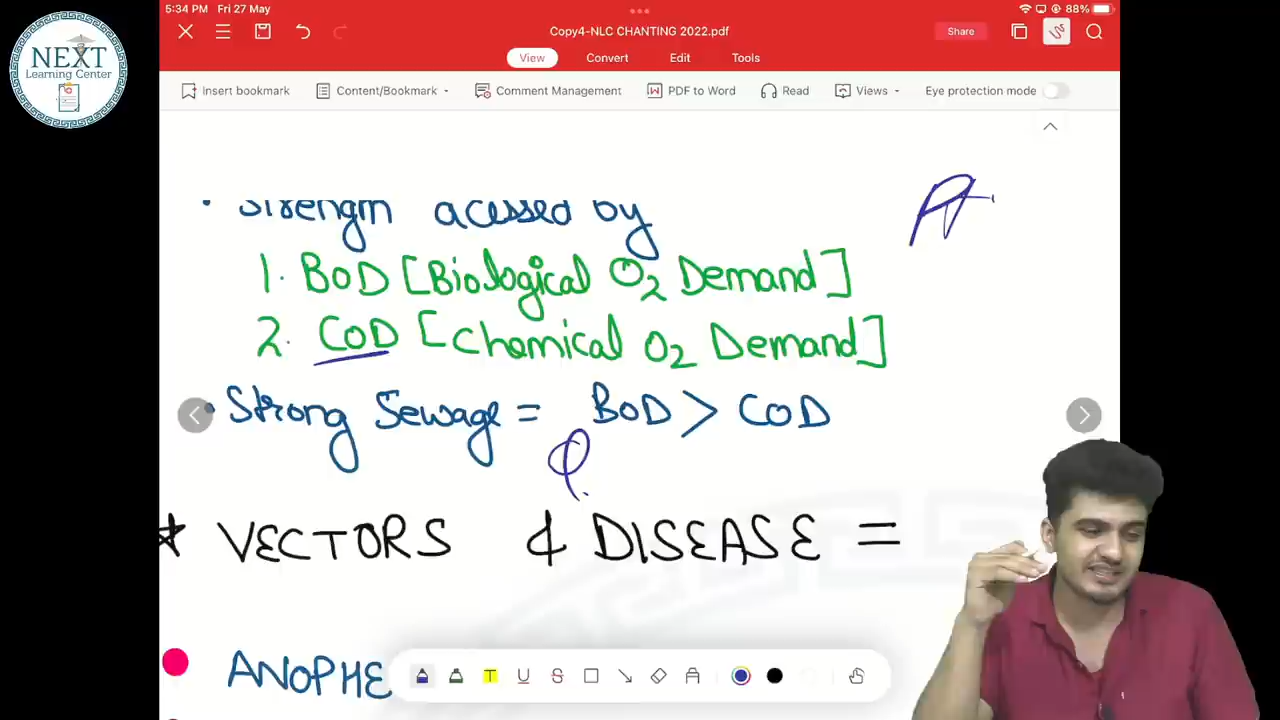 5:34 PM Fri 27 May
88%
NEXT
Learning Center
Copy4-NLC CHANTING 2022.pdf
Share
View Convert Edit Tools
Insert bookmark Content/Bookmark Comment Management PDF to Word Read Views Eye protection mode
• Strength acessed by
1. BOD [Biological O2 Demand]
2. COD [Chemical O2 Demand]
• Strong Sewage = BOD > COD
* VECTORS & DISEASE =
ANOPHE
T U S